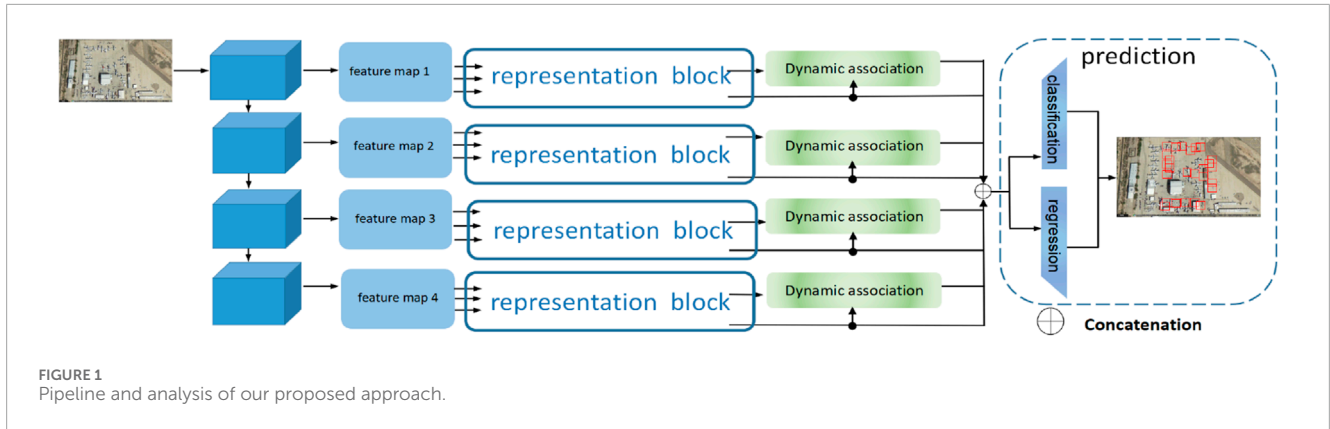 prediction
feature map 1
representation block
Dynamic association
classification
feature map 2
representation block
Dynamic association
feature map 3
representation block
Dynamic association
regression
feature map 4
representation block
Dynamic association
Concatenation
FIGURE 1
Pipeline and analysis of our proposed approach.